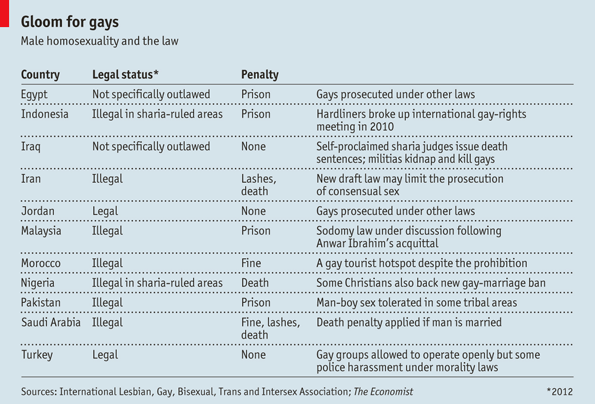 Gloom for gays
Male homosexuality and the law
Country Legal status* Penalty
Egypt Not specifically outlawed Prison Gays prosecuted under other laws
Indonesia Illegal in sharia-ruled areas Prison Hardliners broke up international gay-rights
meeting in 2010
Iraq Not specifically outlawed None Self-proclaimed sharia judges issue death
sentences; militias kidnap and kill gays
Iran Illegal Lashes, New draft law may limit the prosecution
death of consensual sex
Jordan Legal None Gays prosecuted under other laws
Malaysia Illegal Prison Sodomy law under discussion following
Anwar Ibrahim's acquittal
Morocco Illegal Fine A gay tourist hotspot despite the prohibition
Nigeria Illegal in sharia-ruled areas Death Some Christians also back new gay-marriage ban
Pakistan Illegal Prison Man-boy sex tolerated in some tribal areas
Saudi Arabia Illegal Fine, lashes, Death penalty applied if man is married
death
Turkey Legal None Gay groups allowed to operate openly but some
police harassment under morality laws
Sources: International Lesbian, Gay, Bisexual, Trans and Intersex Association; The Economist *2012